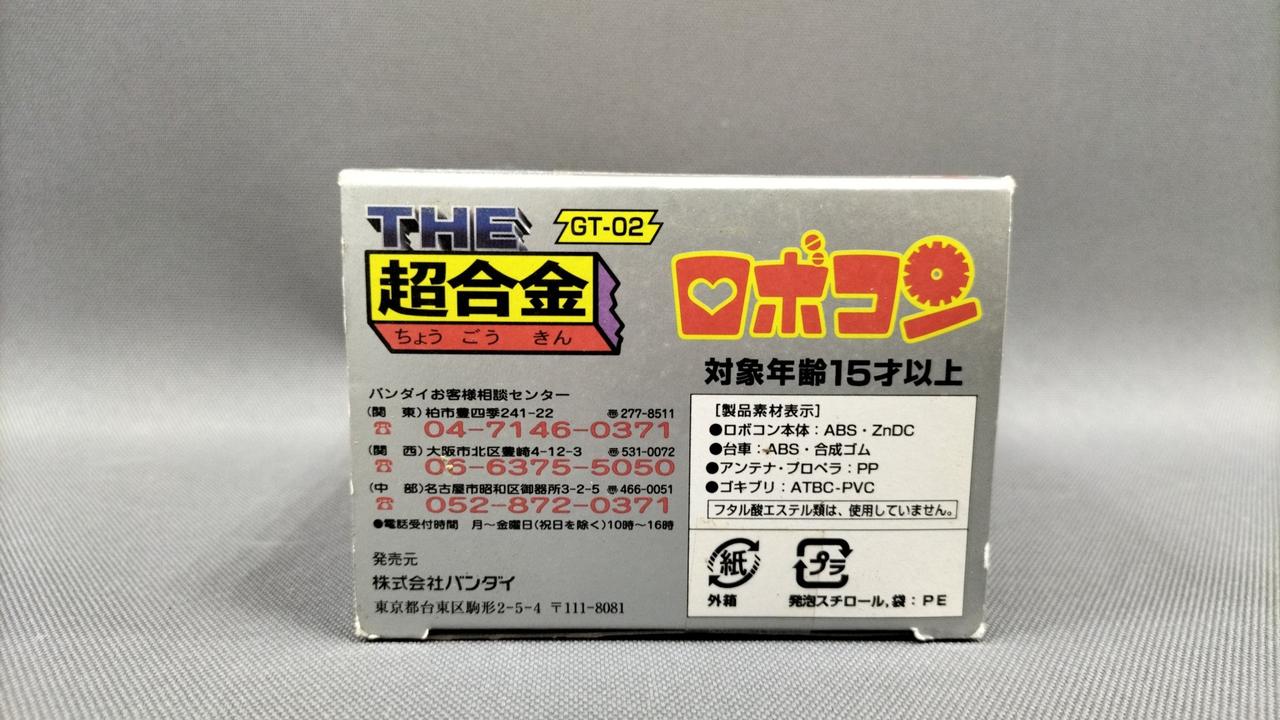 THE
GT-02
超合金
ちょう ごう きん
ロボコン
対象年齢15才以上
バンダイお客様相談センター
(関 東)柏市豊四季241-22 〠277-8511
☎ 04-7146-0371
(関 西)大阪市北区豊崎4-12-3 〠531-0072
☎ 06-6375-5050
(中 部)名古屋市昭和区御器所3-2-5 〠466-0051
☎ 052-872-0371
●電話受付時間 月〜金曜日(祝日を除く)10時〜16時
発売元
株式会社バンダイ
東京都台東区駒形2-5-4 〒111-8081
[製品素材表示]
●ロボコン本体：ABS・ZnDC
●台車：ABS・合成ゴム
●アンテナ・プロペラ：PP
●ゴキブリ：ATBC-PVC
フタル酸エステル類は、使用していません。
紙
外箱
プラ
発泡スチロール,袋：PE